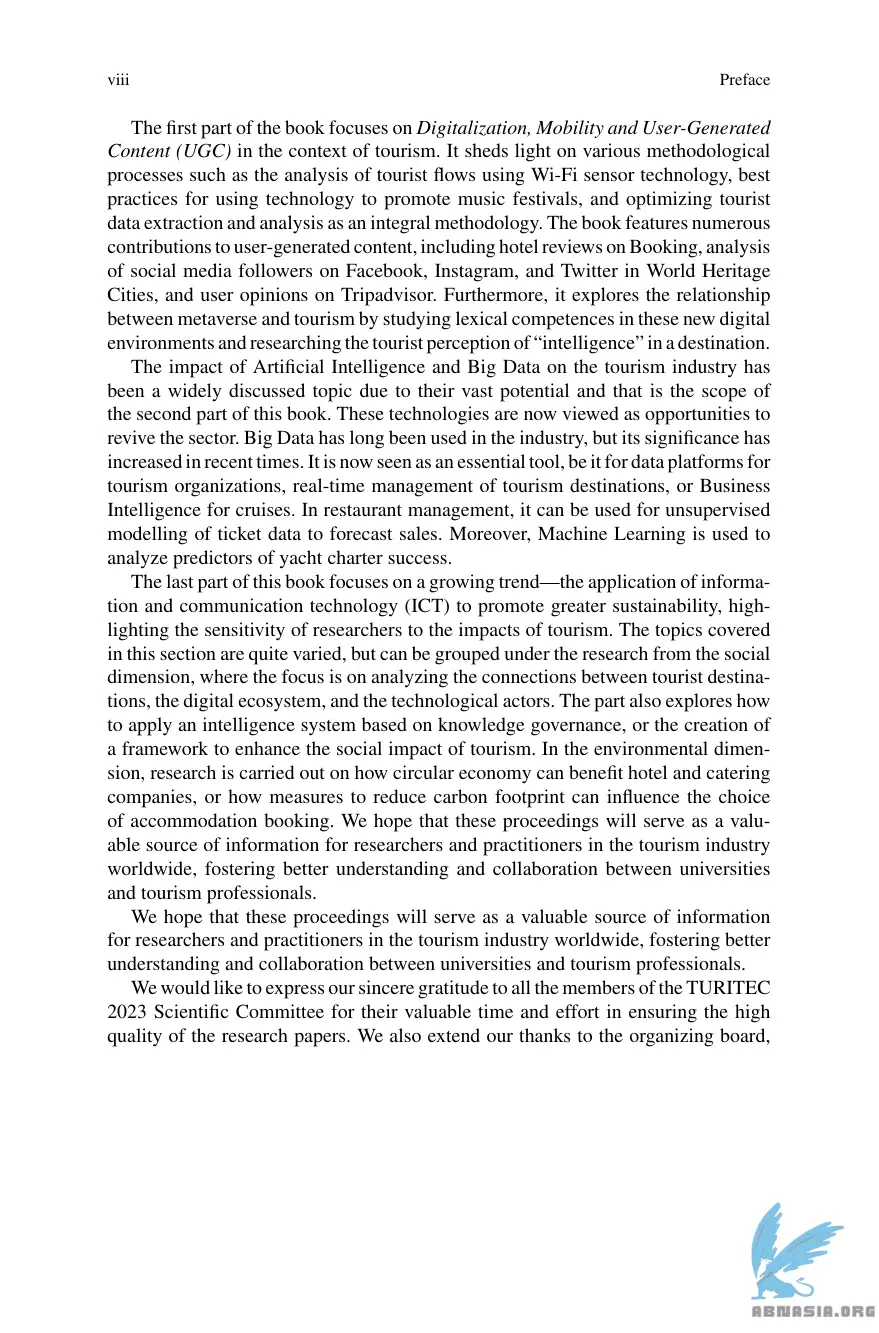 viii Preface
The first part of the book focuses on Digitalization, Mobility and User-Generated
Content (UGC) in the context of tourism. It sheds light on various methodological
processes such as the analysis of tourist flows using Wi-Fi sensor technology, best
practices for using technology to promote music festivals, and optimizing tourist
data extraction and analysis as an integral methodology. The book features numerous
contributions to user-generated content, including hotel reviews on Booking, analysis
of social media followers on Facebook, Instagram, and Twitter in World Heritage
Cities, and user opinions on Tripadvisor. Furthermore, it explores the relationship
between metaverse and tourism by studying lexical competences in these new digital
environments and researching the tourist perception of “intelligence” in a destination.
The impact of Artificial Intelligence and Big Data on the tourism industry has
been a widely discussed topic due to their vast potential and that is the scope of
the second part of this book. These technologies are now viewed as opportunities to
revive the sector. Big Data has long been used in the industry, but its significance has
increased in recent times. It is now seen as an essential tool, be it for data platforms for
tourism organizations, real-time management of tourism destinations, or Business
Intelligence for cruises. In restaurant management, it can be used for unsupervised
modelling of ticket data to forecast sales. Moreover, Machine Learning is used to
analyze predictors of yacht charter success.
The last part of this book focuses on a growing trend—the application of informa-
tion and communication technology (ICT) to promote greater sustainability, high-
lighting the sensitivity of researchers to the impacts of tourism. The topics covered
in this section are quite varied, but can be grouped under the research from the social
dimension, where the focus is on analyzing the connections between tourist destina-
tions, the digital ecosystem, and the technological actors. The part also explores how
to apply an intelligence system based on knowledge governance, or the creation of
a framework to enhance the social impact of tourism. In the environmental dimen-
sion, research is carried out on how circular economy can benefit hotel and catering
companies, or how measures to reduce carbon footprint can influence the choice
of accommodation booking. We hope that these proceedings will serve as a valu-
able source of information for researchers and practitioners in the tourism industry
worldwide, fostering better understanding and collaboration between universities
and tourism professionals.
We hope that these proceedings will serve as a valuable source of information
for researchers and practitioners in the tourism industry worldwide, fostering better
understanding and collaboration between universities and tourism professionals.
We would like to express our sincere gratitude to all the members of the TURITEC
2023 Scientific Committee for their valuable time and effort in ensuring the high
quality of the research papers. We also extend our thanks to the organizing board,
ABNASIA.ORG